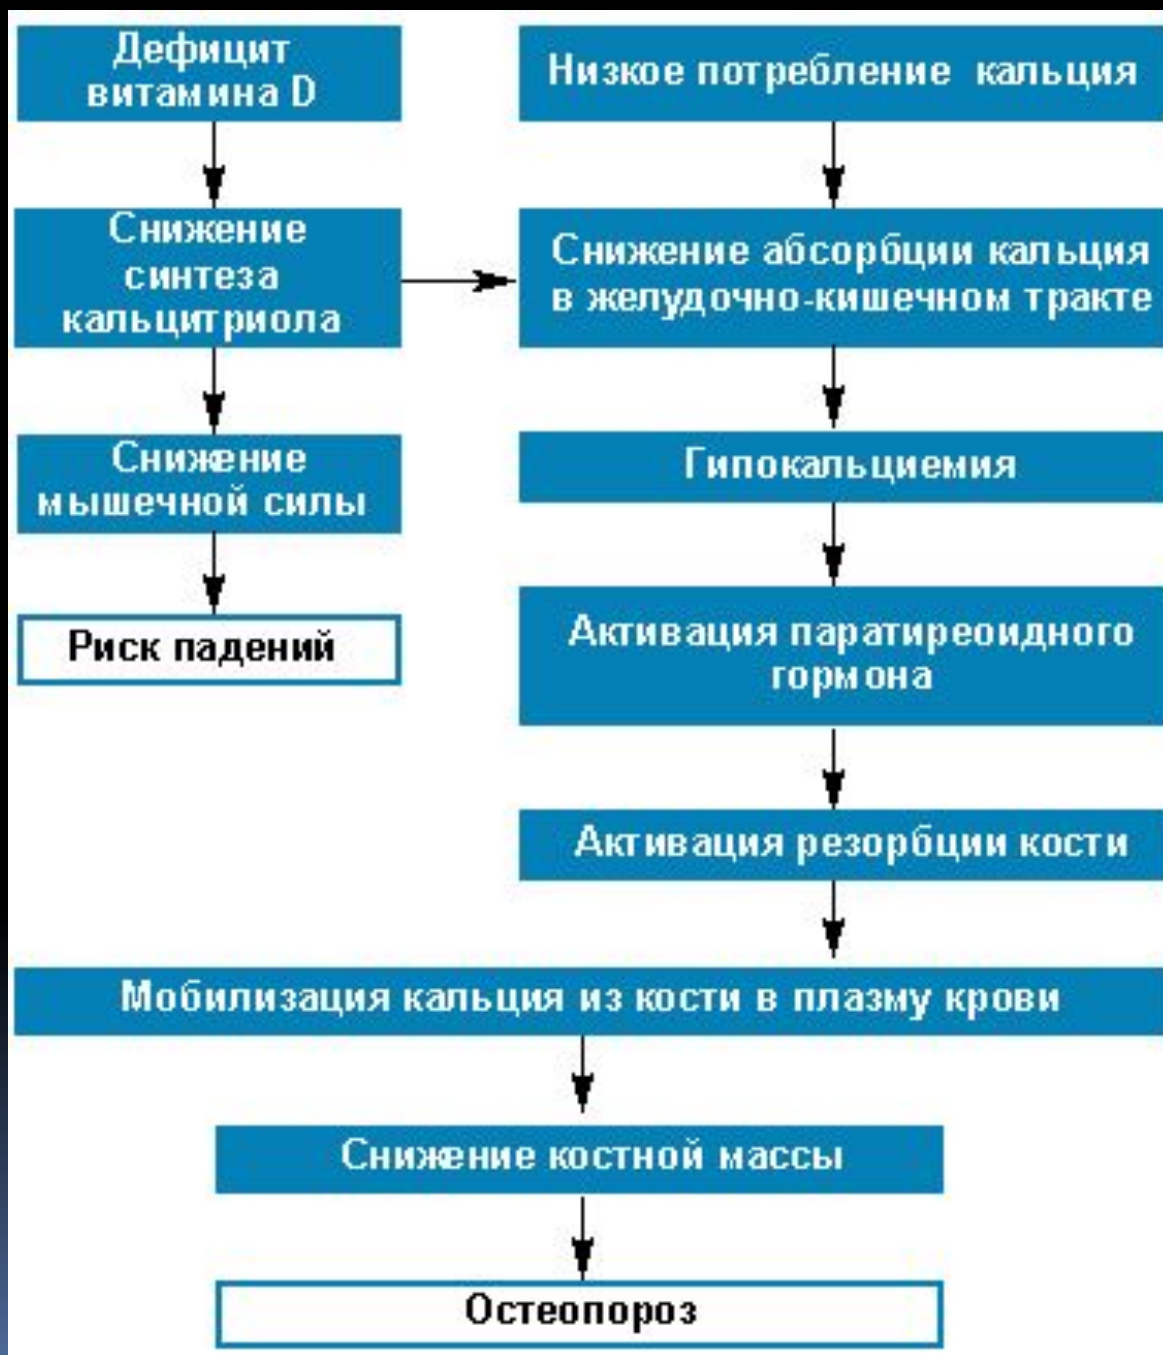 Дефицит
витамина D
Низкое потребление кальция
Снижение
синтеза
кальцитриола
Снижение абсорбции кальция
в желудочно-кишечном тракте
Снижение
мышечной силы
Гипокальциемия
Риск падений
Активация паратиреоидного
гормона
Активация резорбции кости
Мобилизация кальция из кости в плазму крови
Снижение костной массы
Остеопороз